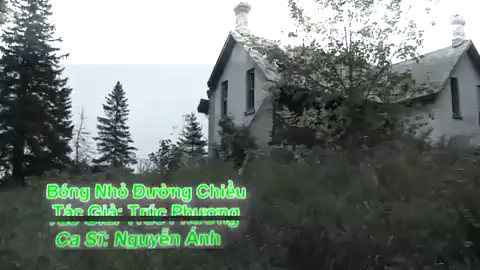 Bóng Nhỏ Đường Chiều
Tác Giả: Trúc Phương
Ca Sĩ: Nguyễn Ánh